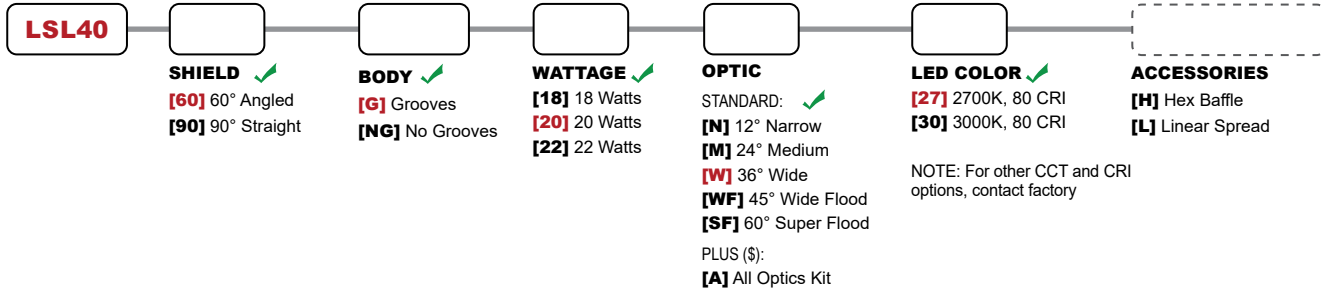 LSL40
SHIELD
[60] 60° Angled
[90] 90° Straight
BODY
[G] Grooves
[NG] No Grooves
WATTAGE
[18] 18 Watts
[20] 20 Watts
[22] 22 Watts
OPTIC
STANDARD:
[N] 12° Narrow
[M] 24° Medium
[W] 36° Wide
[WF] 45° Wide Flood
[SF] 60° Super Flood
PLUS ($):
[A] All Optics Kit
LED COLOR
[27] 2700K, 80 CRI
[30] 3000K, 80 CRI
NOTE: For other CCT and CRI
options, contact factory
ACCESSORIES
[H] Hex Baffle
[L] Linear Spread